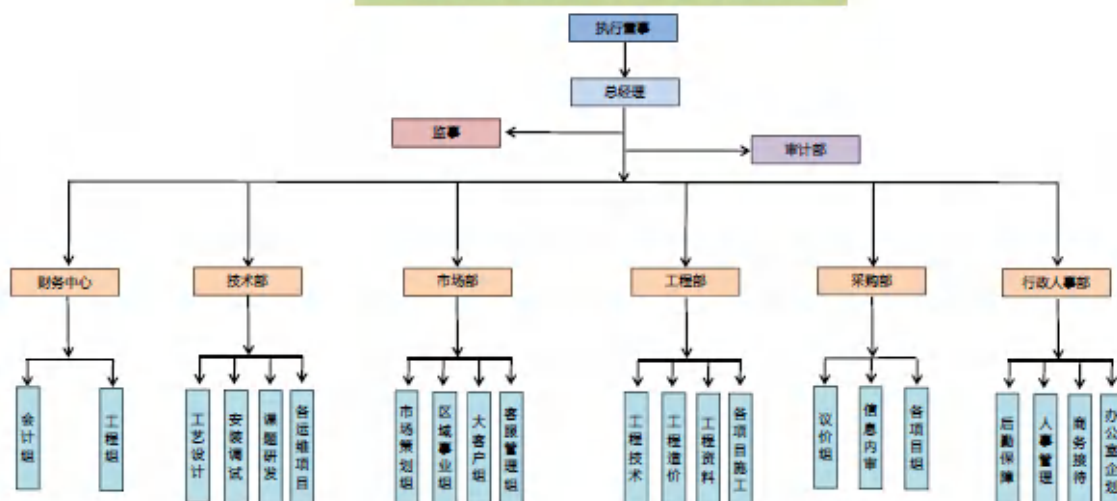 执行董事
总经理
监事
审计部
财务中心
技术部
市场部
工程部
采购部
行政人事部
会计组
工程组
工艺设计
安装调试
课题研发
各运维项目
市场策划组
区域事业组
大客户组
客服管理组
工程技术
工程造价
工程资料
各项目施工
议价组
信息内审
各项目组
后勤保障
人事管理
商务接待
办公室企划